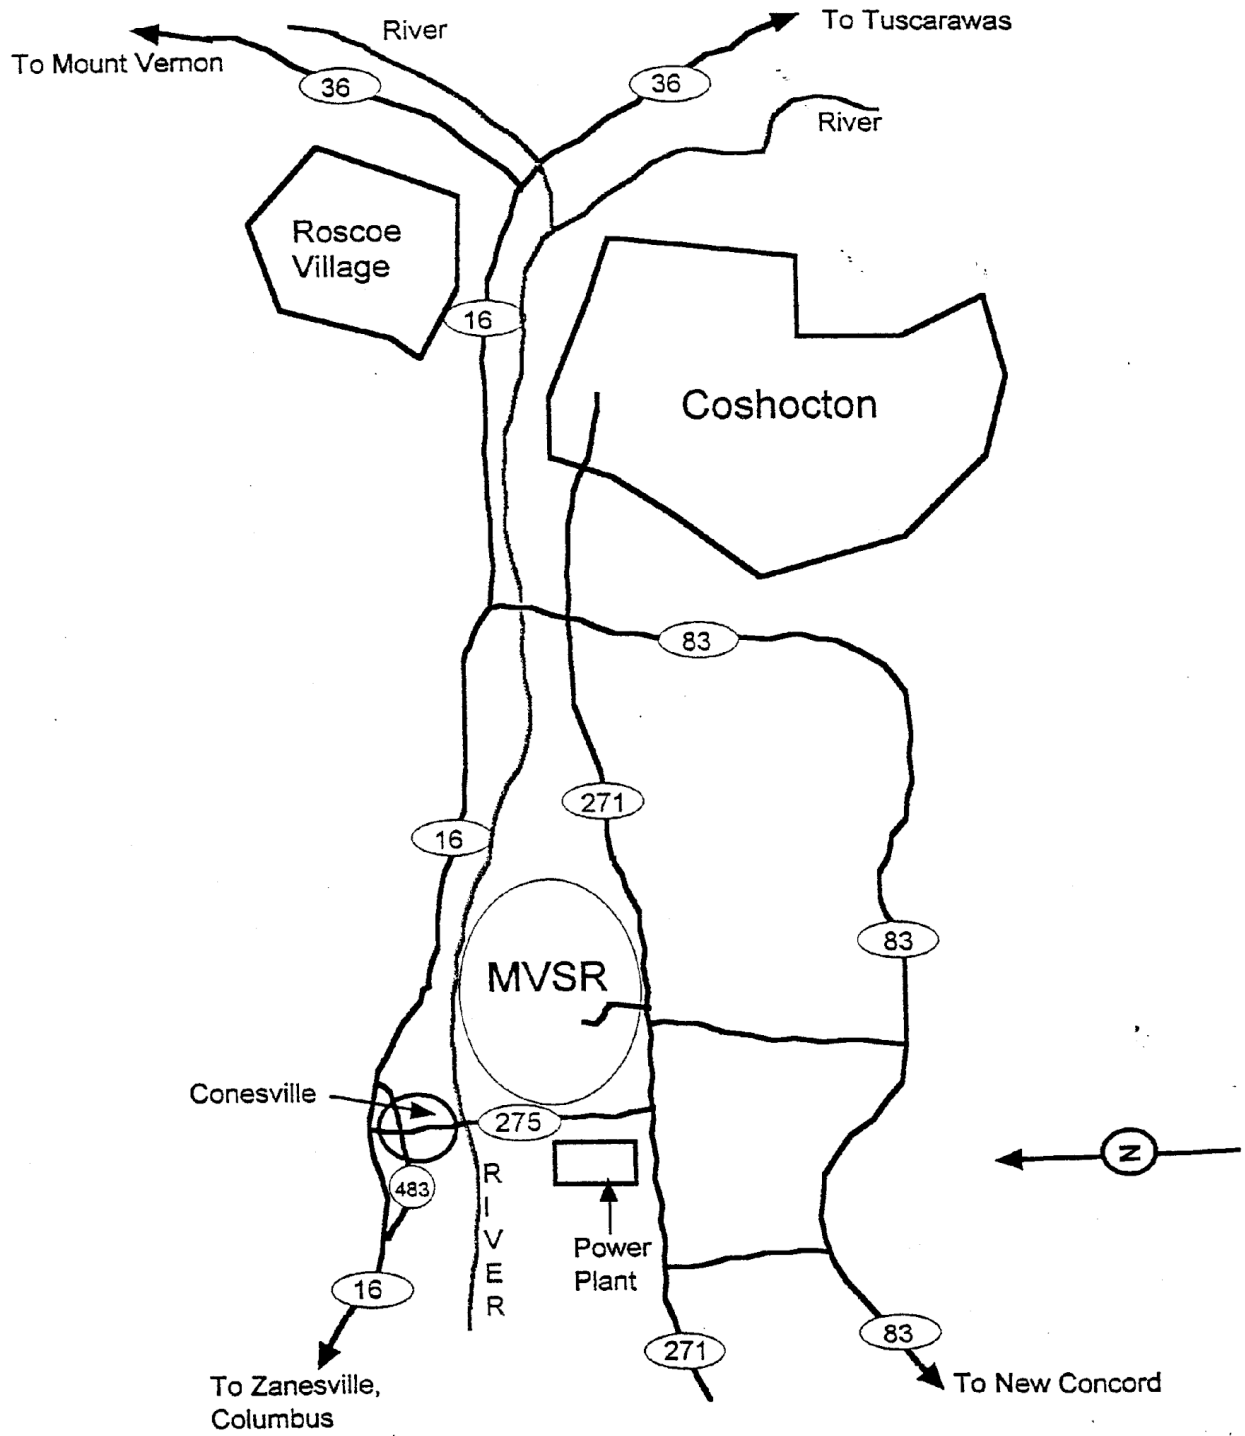 To Tuscarawas
River
To Mount Vernon
36
36
River
Roscoe
Village
16
Coshocton
83
271
16
83
MVSR
Conesville
275
N
483
RIVER
Power
Plant
16
83
271
To Zanesville,
Columbus
To New Concord